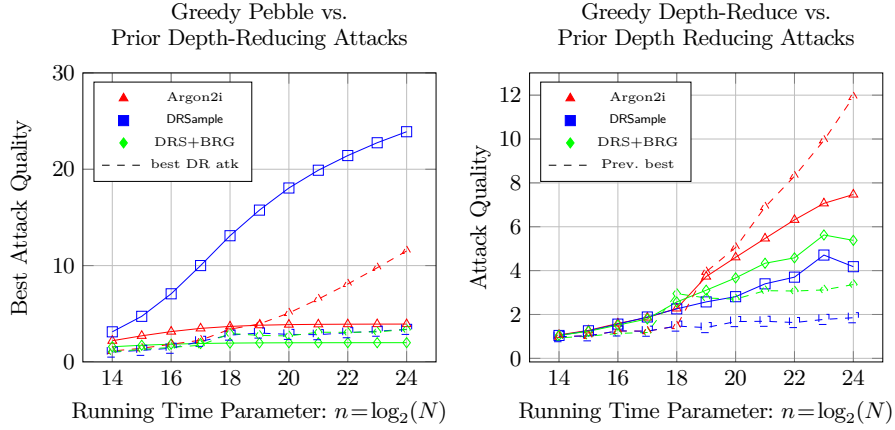 Greedy Pebble vs.
Prior Depth-Reducing Attacks
30
20
10
0
14 16 18 20 22 24
Best Attack Quality
Running Time Parameter: n=log₂(N)
Argon2i
DRSample
DRS+BRG
best DR atk
Greedy Depth-Reduce vs.
Prior Depth Reducing Attacks
12
10
8
6
4
2
0
14 16 18 20 22 24
Attack Quality
Running Time Parameter: n=log₂(N)
Argon2i
DRSample
DRS+BRG
Prev. best